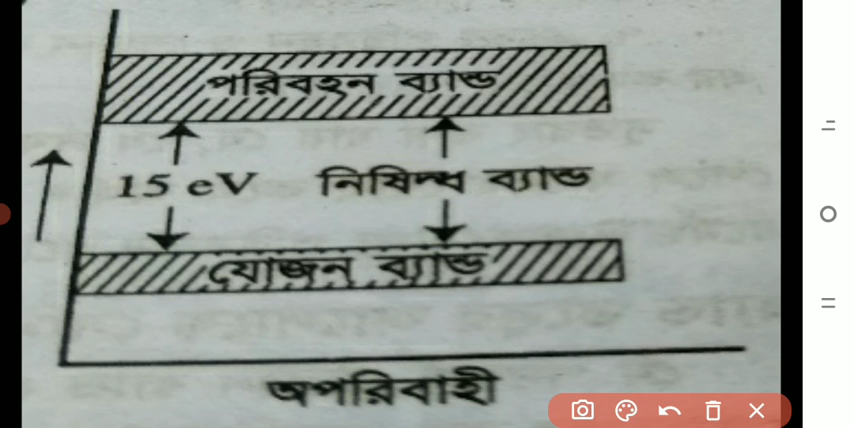 পরিবহন ব্যান্ড
15 eV নিষিদ্ধ ব্যান্ড
যোজন ব্যান্ড
অপরিবাহী